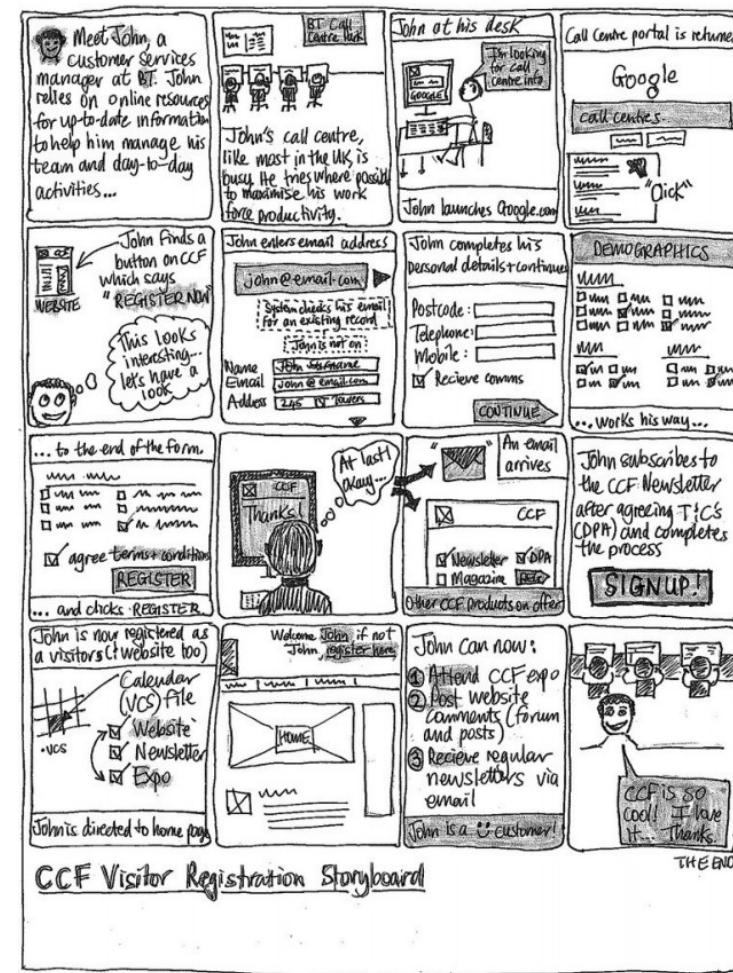 Meet John, a
customer services
manager at BT. John
relies on online resources
for up-to-date information
to help him manage his
team and day-to-day
activities...
BT Call
Centre Park
John's call centre,
like most in the UK, is
busy. He tries where possible
to maximise his work
force productivity.
John at his desk
I'm looking
for call
centre info
GOOGLE
John launches Google.com
Call Centre portal is returned
Google
call centres..
"Click"
CCF
WEBSITE
John finds a
button on CCF
which says
"REGISTER NOW"
This looks
interesting...
lets have a
look
John enters email address
john@email.com
System checks his email
for an existing record
John is not on
Name John Surname
Email john@email.com
Address 245 Towers
John completes his
personal details + continues
Postcode:
Telephone:
Mobile:
Recieve comms
CONTINUE
DEMOGRAPHICS
... works his way...
... to the end of the form.
agree terms + conditions
REGISTER
... and clicks REGISTER.
CCF
Thanks!
At last!
okay...
An email
arrives
CCF
Newsletter DPA
Magazine
Other CCF products on offer
John subscribes to
the CCF Newsletter
after agreeing T&C's
(DPA) and completes
the process
SIGNUP!
John is now registered as
a visitors (+ website too)
Calendar
(VCS) file
.vcs
Website
Newsletter
Expo
John is directed to home page
Welcome John if not
John, register here
HOME
John can now:
1 Attend CCF expo
2 Post website
comments (forum
and posts)
3 Recieve regular
newsletters via
email
John is a customer!
CCF is so
cool! I love
it... Thanks.
THE END
CCF Visitor Registration Storyboard